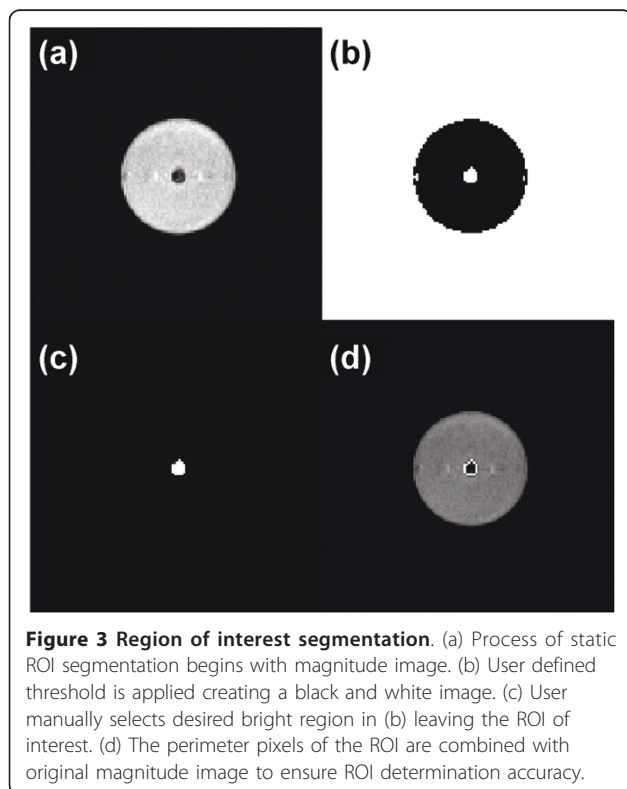 (a)
(b)
(c)
(d)
Figure 3 Region of interest segmentation. (a) Process of static
ROI segmentation begins with magnitude image. (b) User defined
threshold is applied creating a black and white image. (c) User
manually selects desired bright region in (b) leaving the ROI of
interest. (d) The perimeter pixels of the ROI are combined with
original magnitude image to ensure ROI determination accuracy.